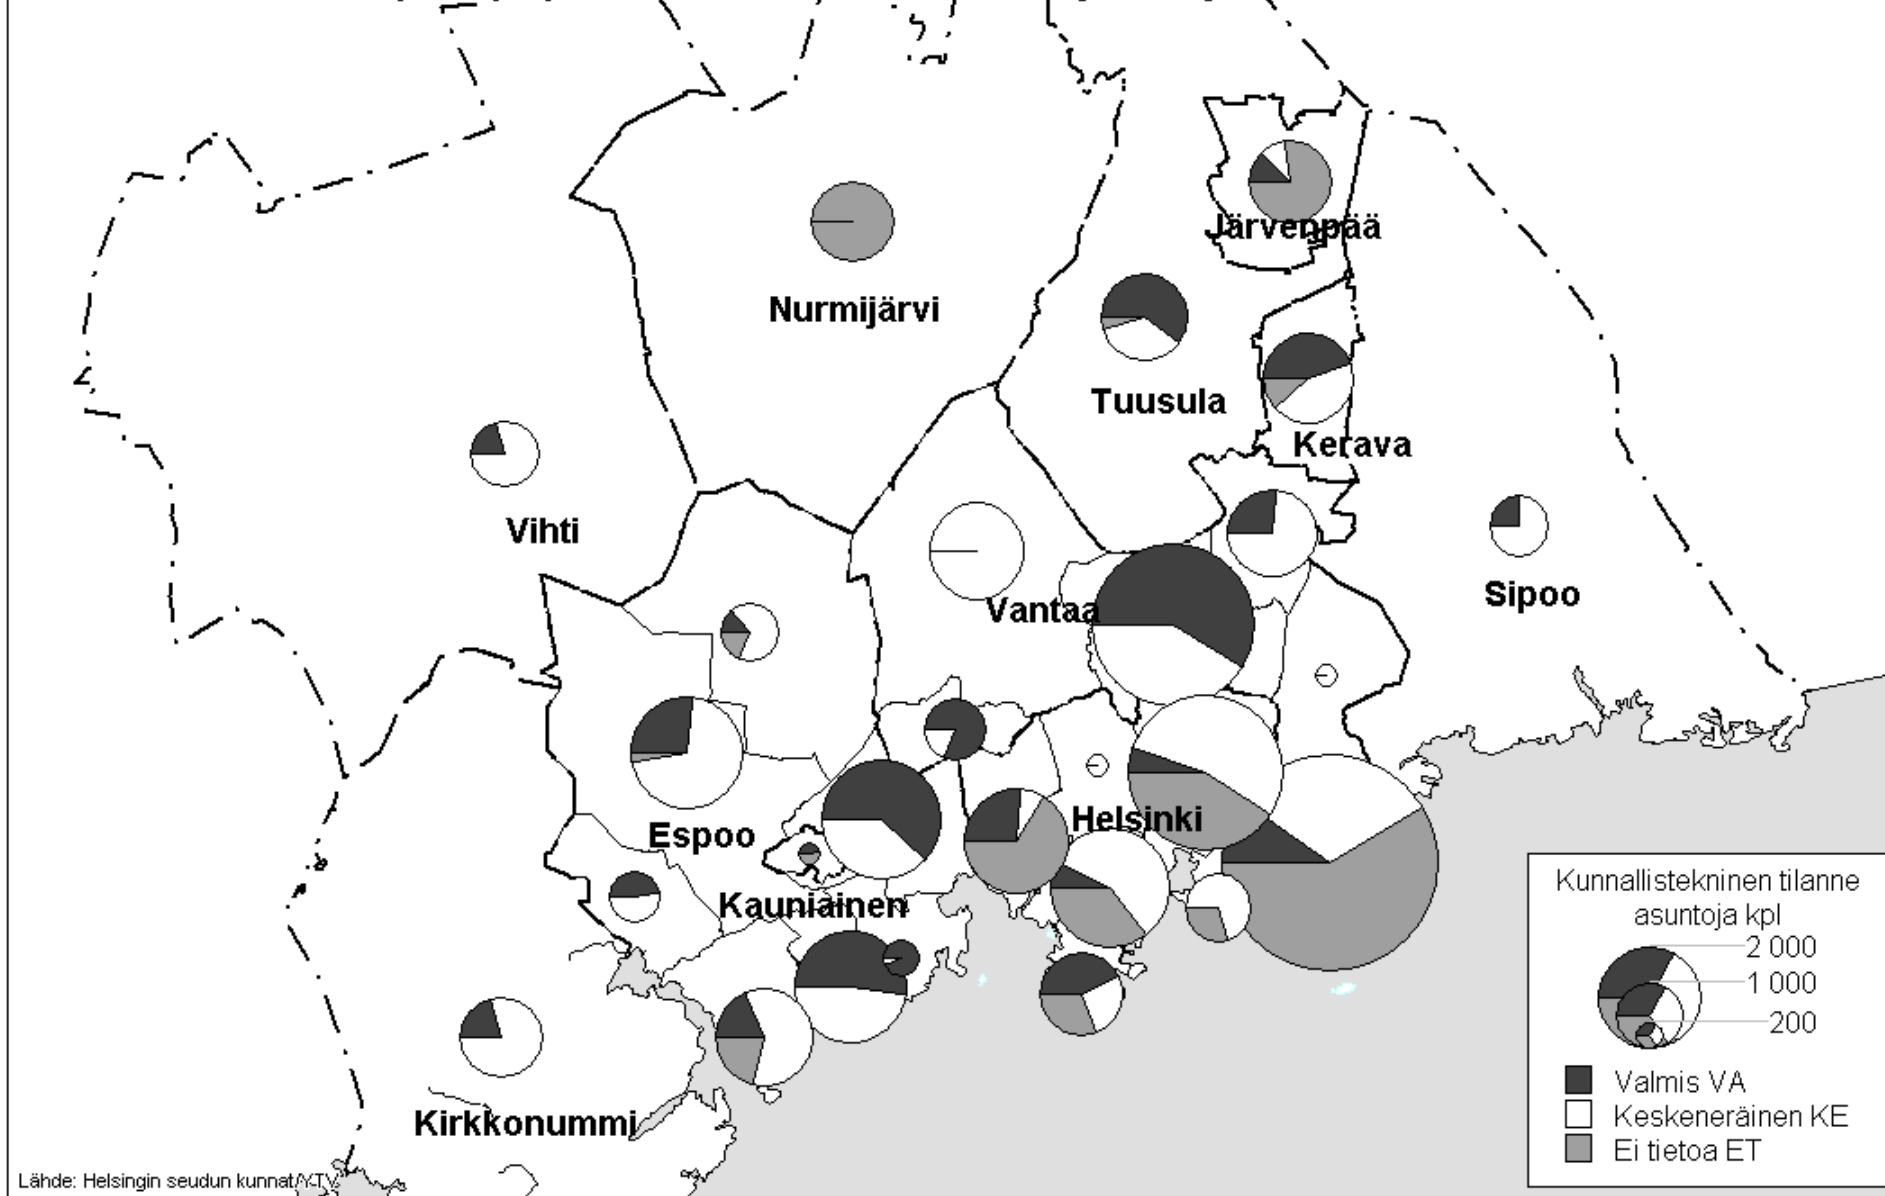 Järvenpää
Nurmijärvi
Tuusula
Kerava
Vihti
Sipoo
Vantaa
Helsinki
Espoo
Kauniainen
Kirkkonummi
Kunnallistekninen tilanne
asuntoja kpl
2 000
1 000
200
Valmis VA
Keskeneräinen KE
Ei tietoa ET
Lähde: Helsingin seudun kunnat/YTV